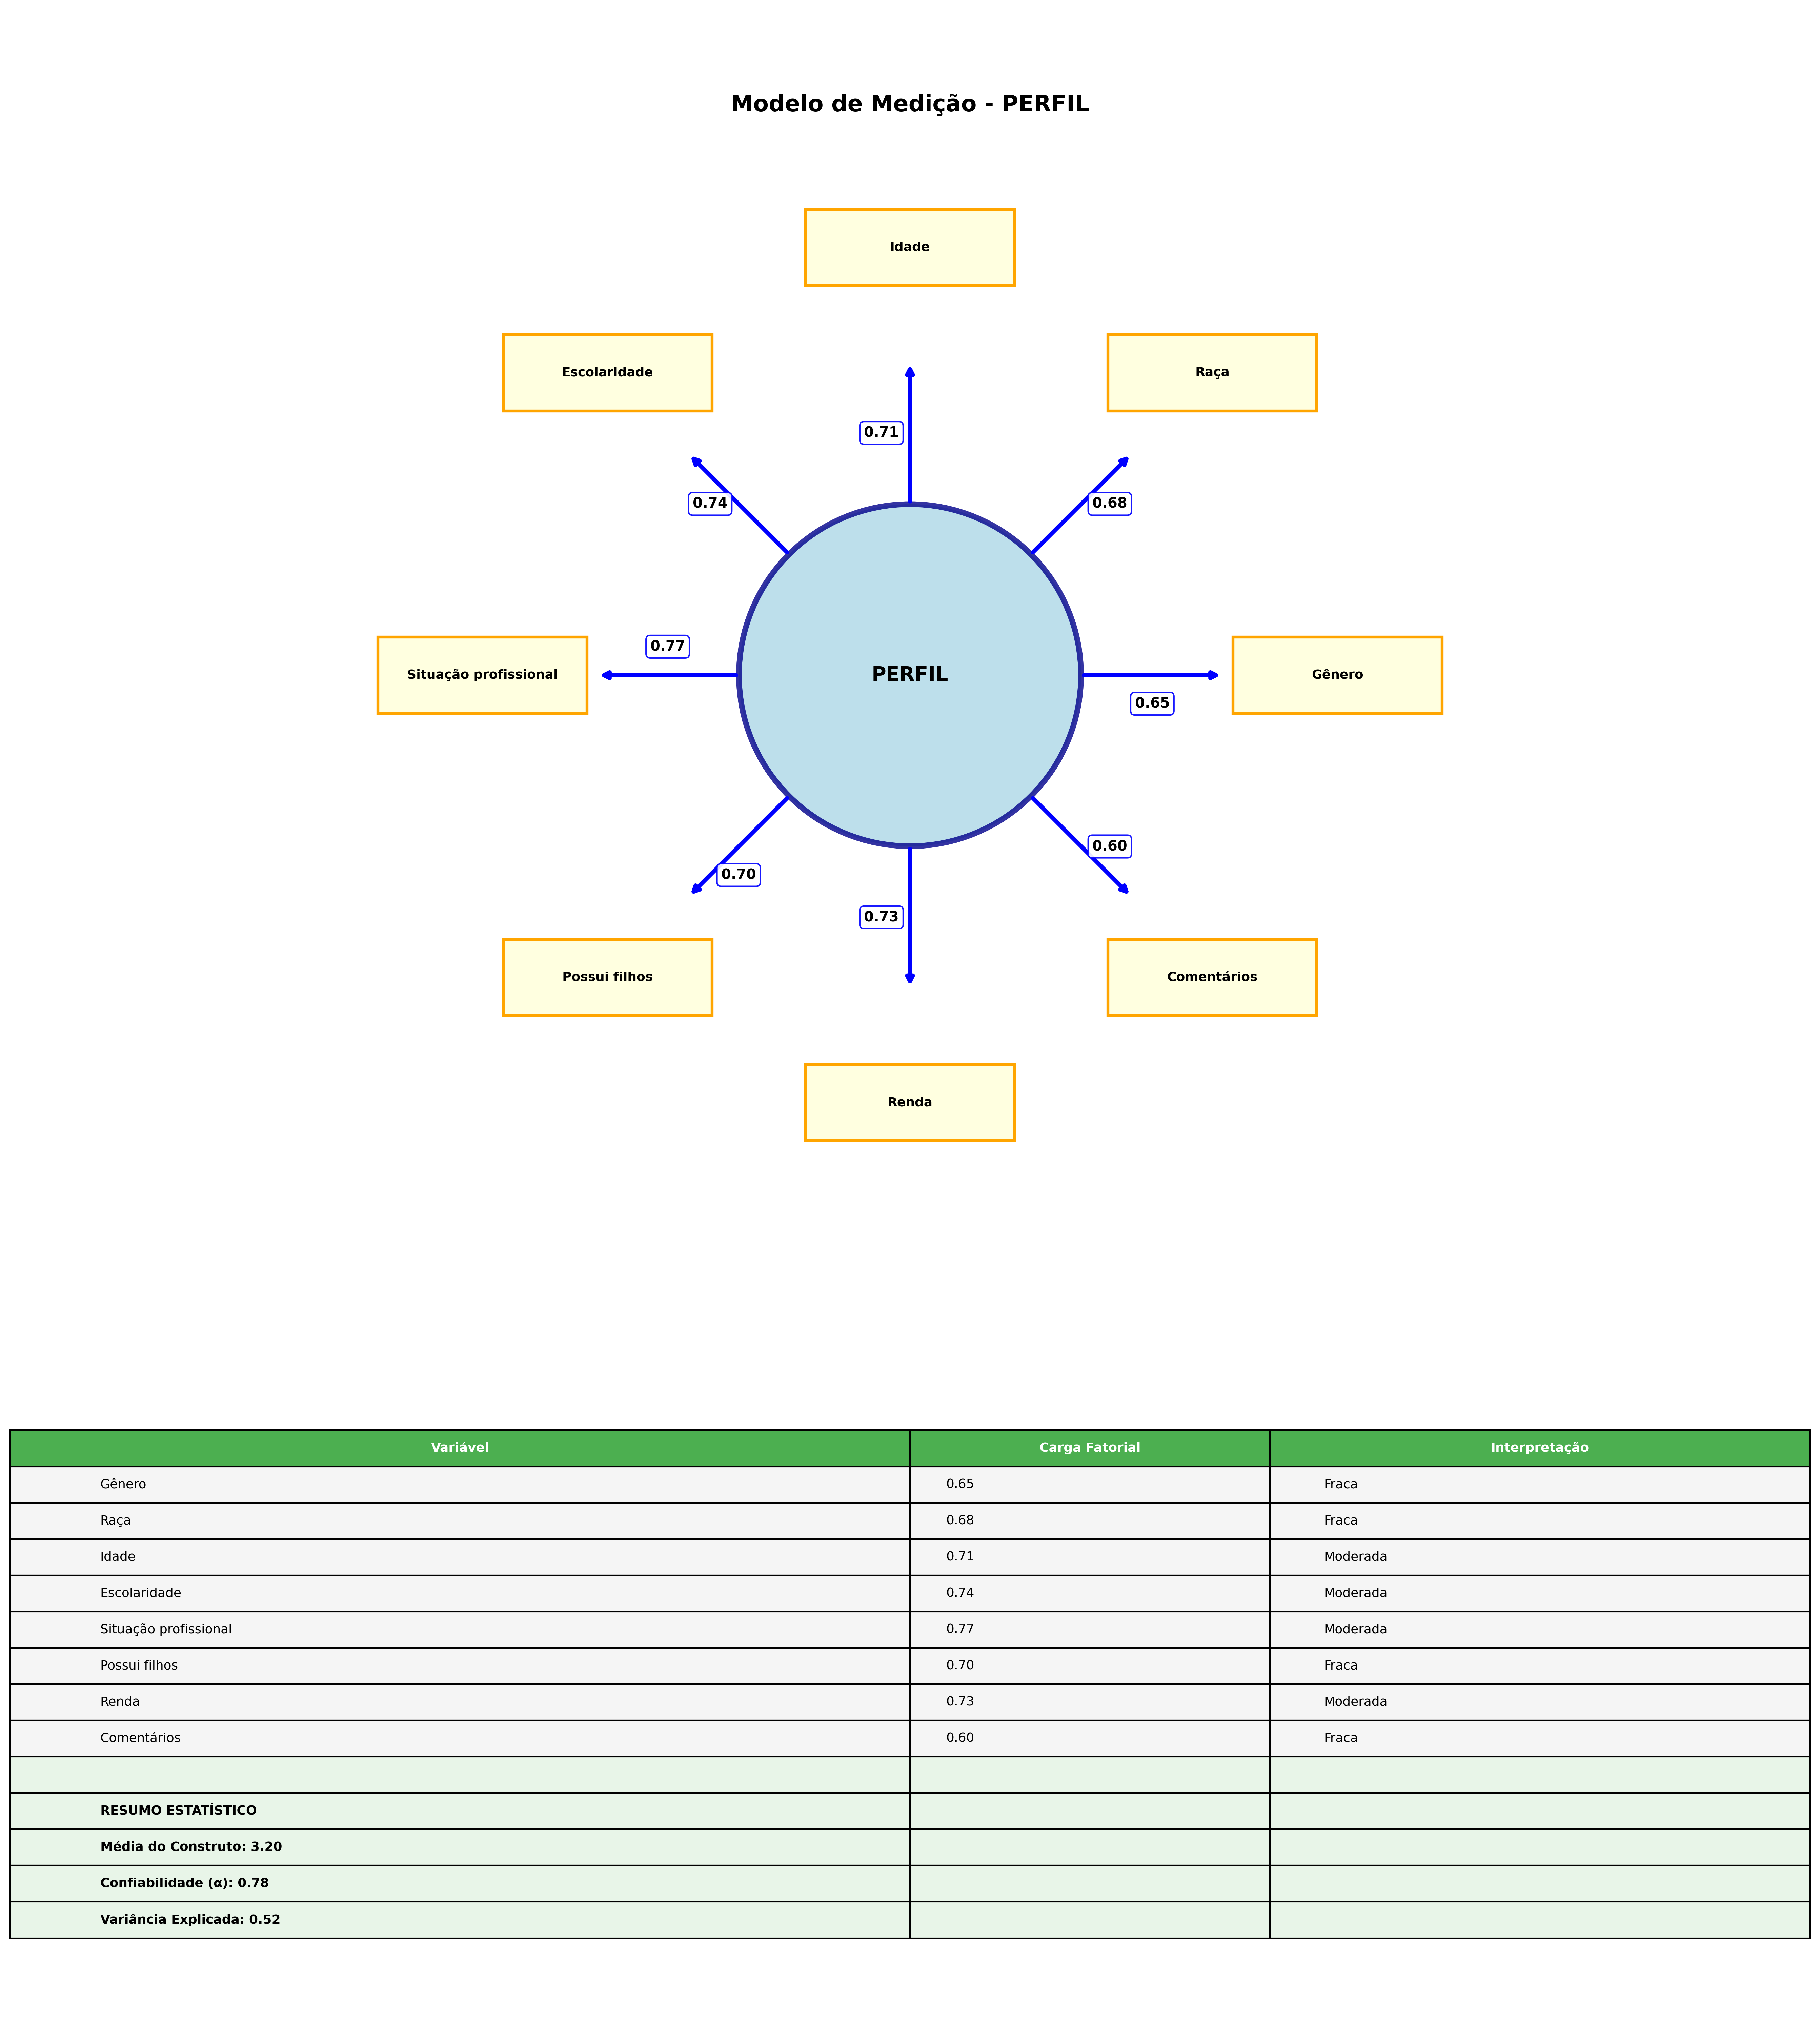 Modelo de Medição - PERFIL
Idade
Escolaridade
Raça
0.71
0.74
0.68
0.77
Situação profissional
PERFIL
Gênero
0.65
0.60
0.70
0.73
Possui filhos
Comentários
Renda
Variável Carga Fatorial Interpretação
Gênero 0.65 Fraca
Raça 0.68 Fraca
Idade 0.71 Moderada
Escolaridade 0.74 Moderada
Situação profissional 0.77 Moderada
Possui filhos 0.70 Fraca
Renda 0.73 Moderada
Comentários 0.60 Fraca
RESUMO ESTATÍSTICO
Média do Construto: 3.20
Confiabilidade (α): 0.78
Variância Explicada: 0.52